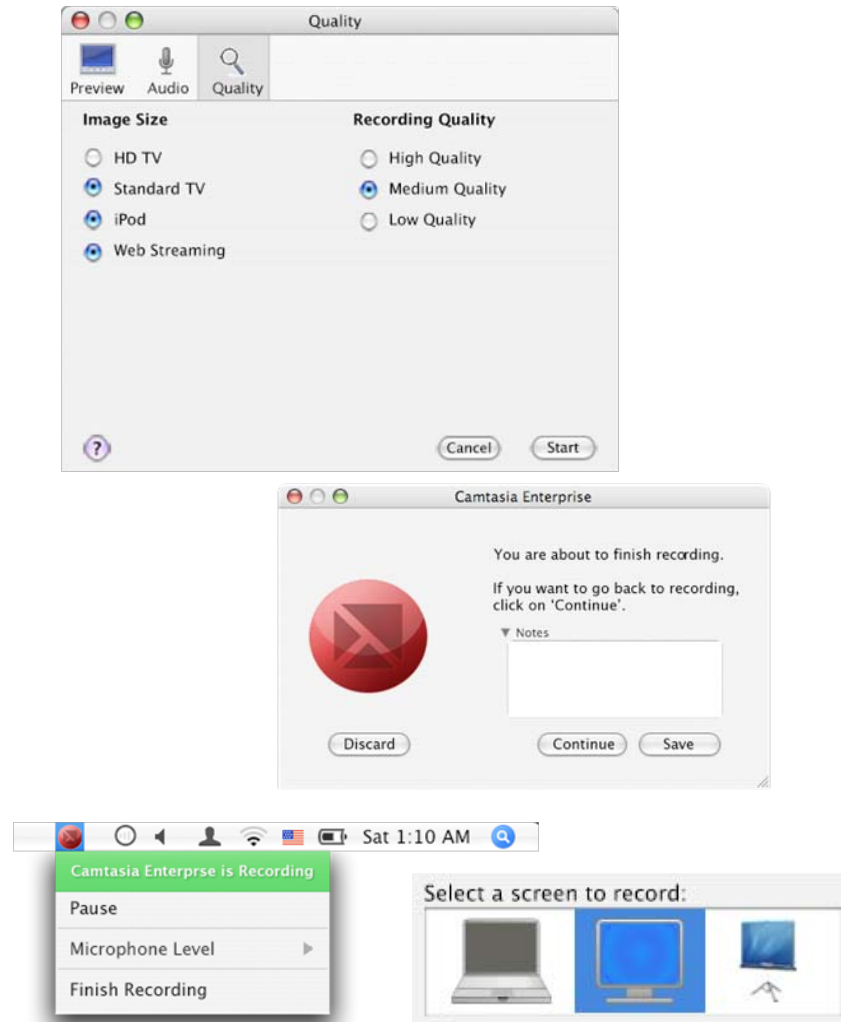 Quality
Preview Audio Quality
Image Size
HD TV
Standard TV
iPod
Web Streaming
Recording Quality
High Quality
Medium Quality
Low Quality
?
Cancel Start
Camtasia Enterprise
You are about to finish recording.
If you want to go back to recording,
click on ‘Continue’.
Notes
Discard Continue Save
Sat 1:10 AM
Camtasia Enterprse is Recording
Pause
Microphone Level
Finish Recording
Select a screen to record: